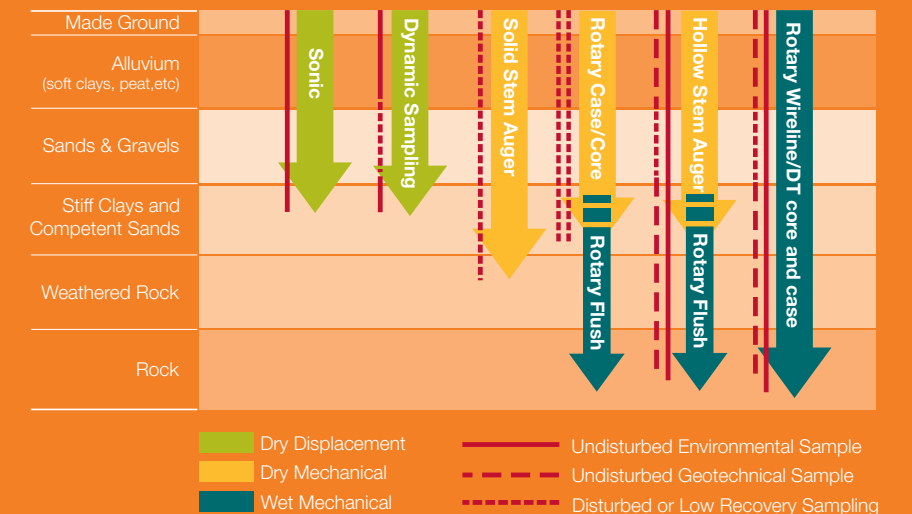 Made Ground
Alluvium
(soft clays, peat,etc)
Sands & Gravels
Stiff Clays and
Competent Sands
Weathered Rock
Rock
Sonic
Dynamic Sampling
Solid Stem Auger
Rotary Case/Core
Rotary Flush
Hollow Stem Auger
Rotary Flush
Rotary Wireline/DT core and case
Dry Displacement
Dry Mechanical
Wet Mechanical
Undisturbed Environmental Sample
Undisturbed Geotechnical Sample
Disturbed or Low Recovery Sampling